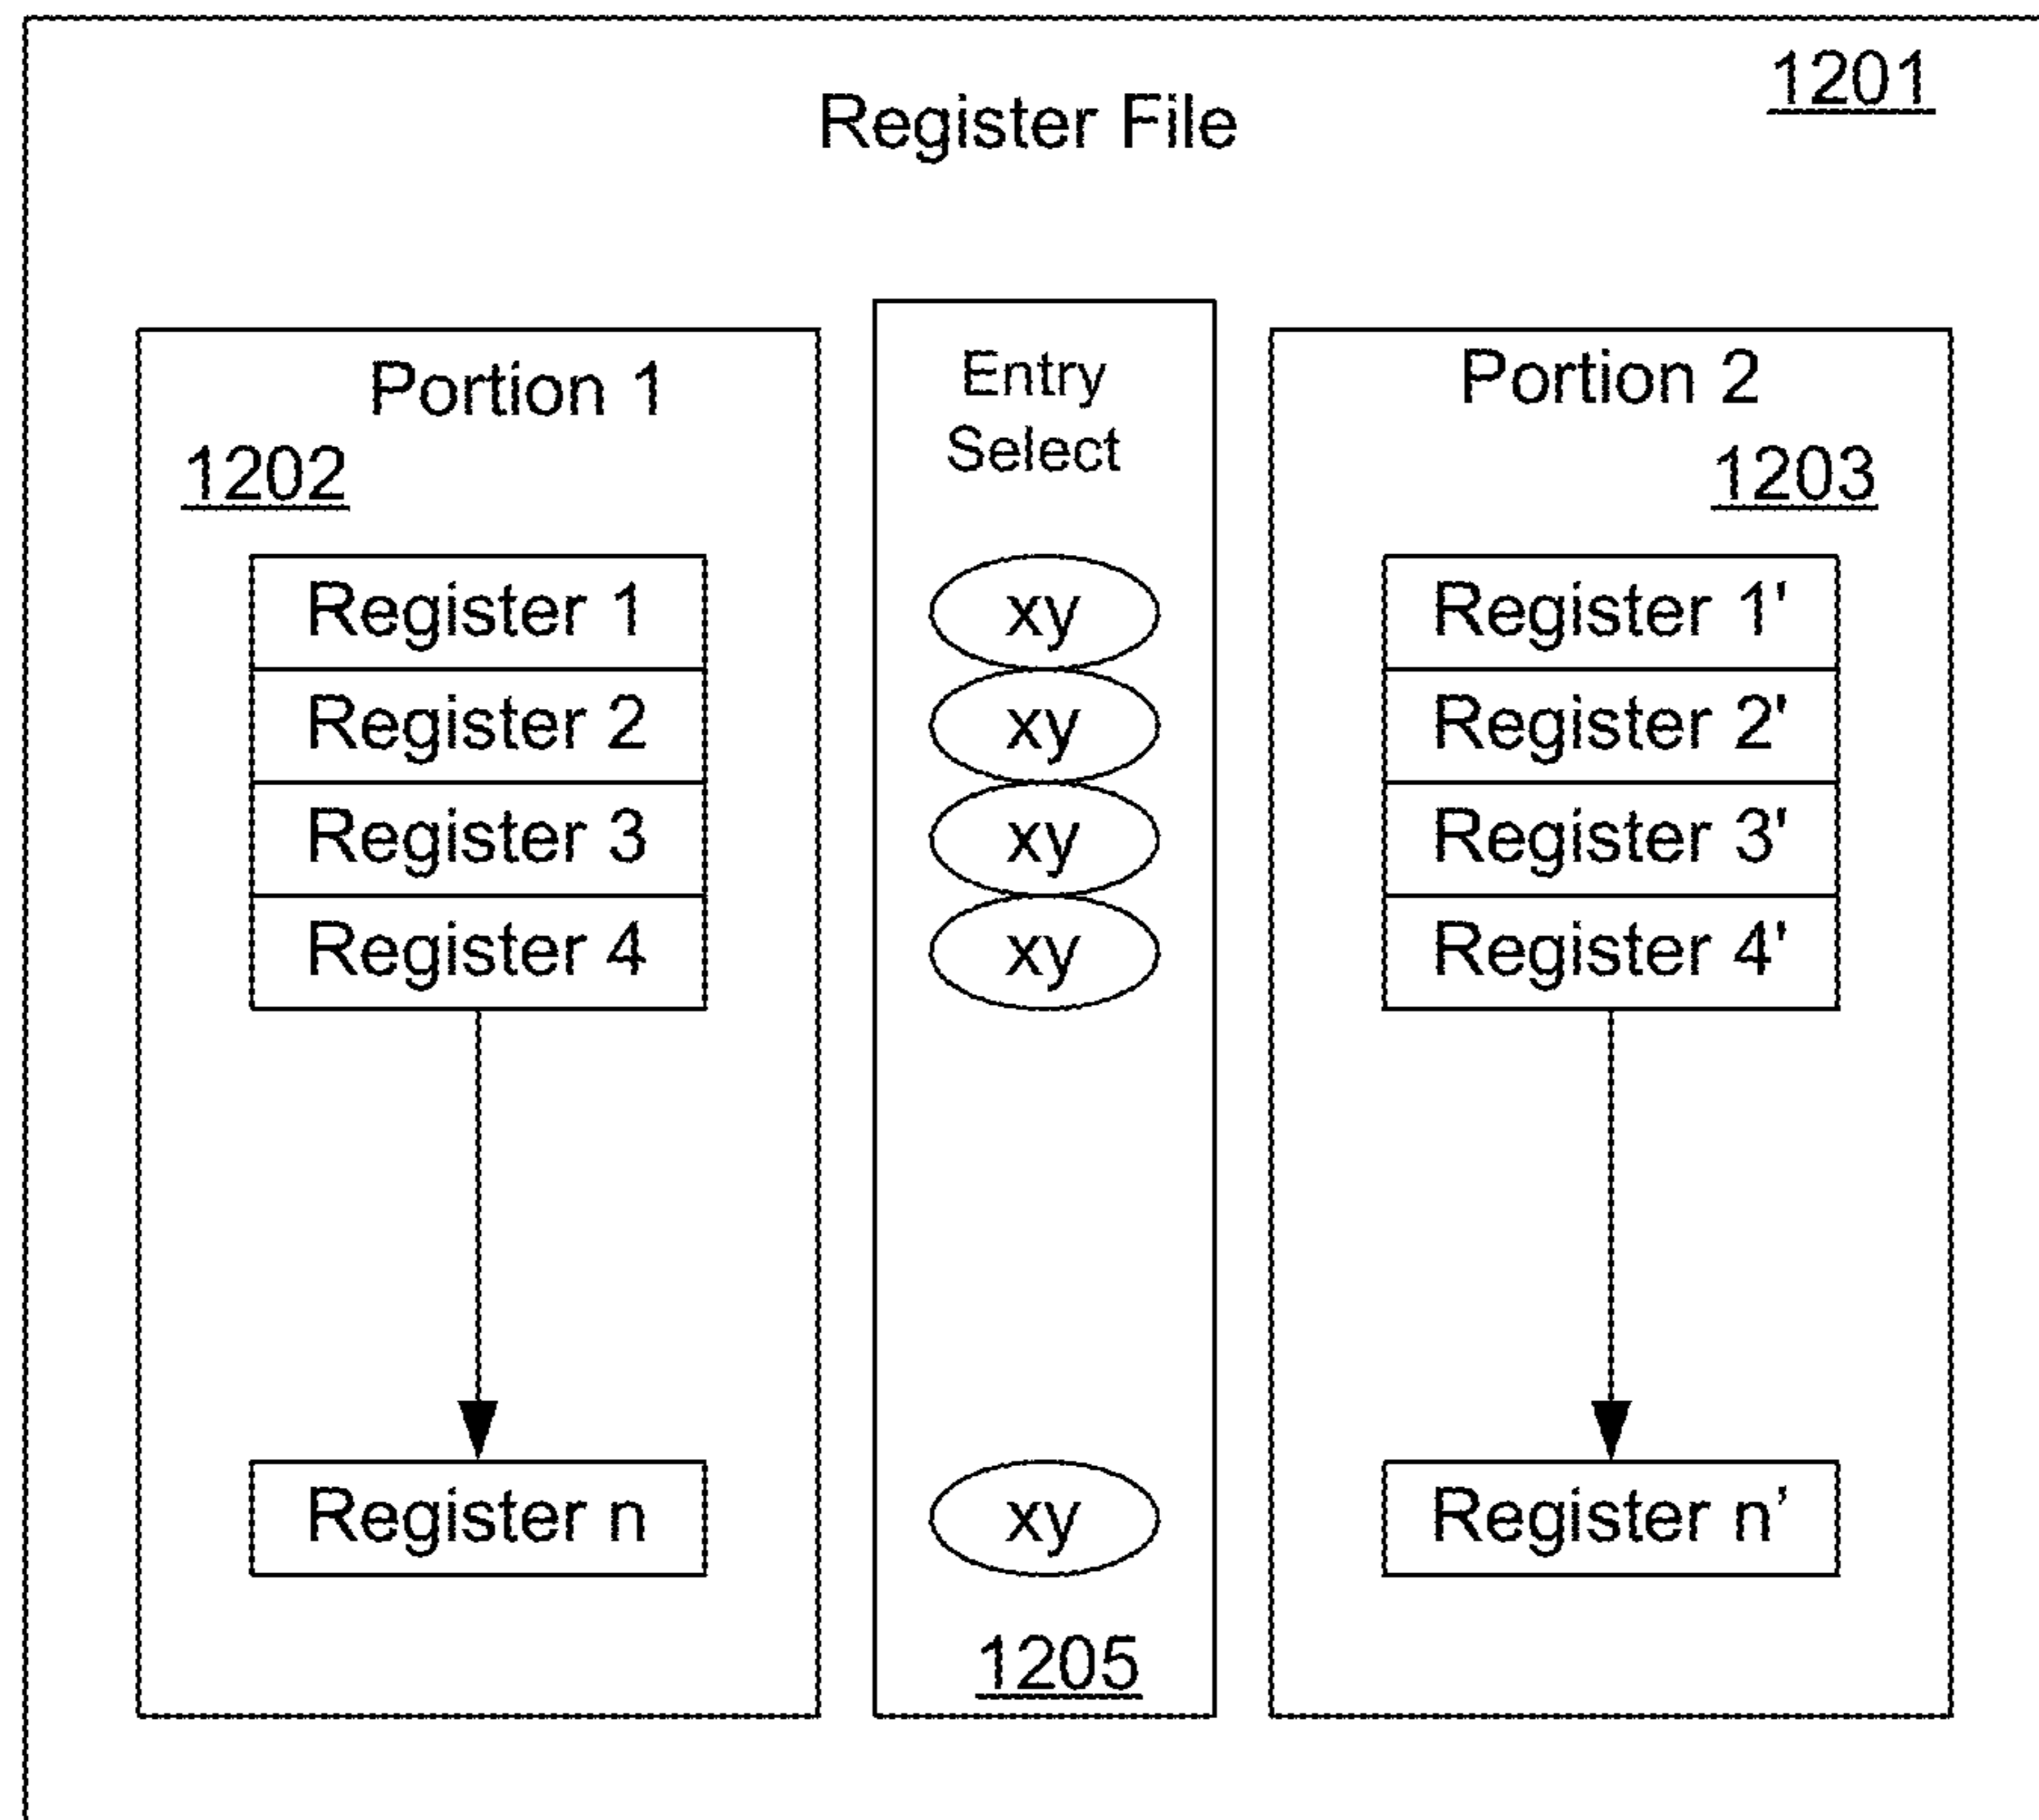 1201
Register File
Portion 1
1202
Register 1
Register 2
Register 3
Register 4
Register n
Entry
Select
xy
xy
xy
xy
xy
1205
Portion 2
1203
Register 1'
Register 2'
Register 3'
Register 4'
Register n’